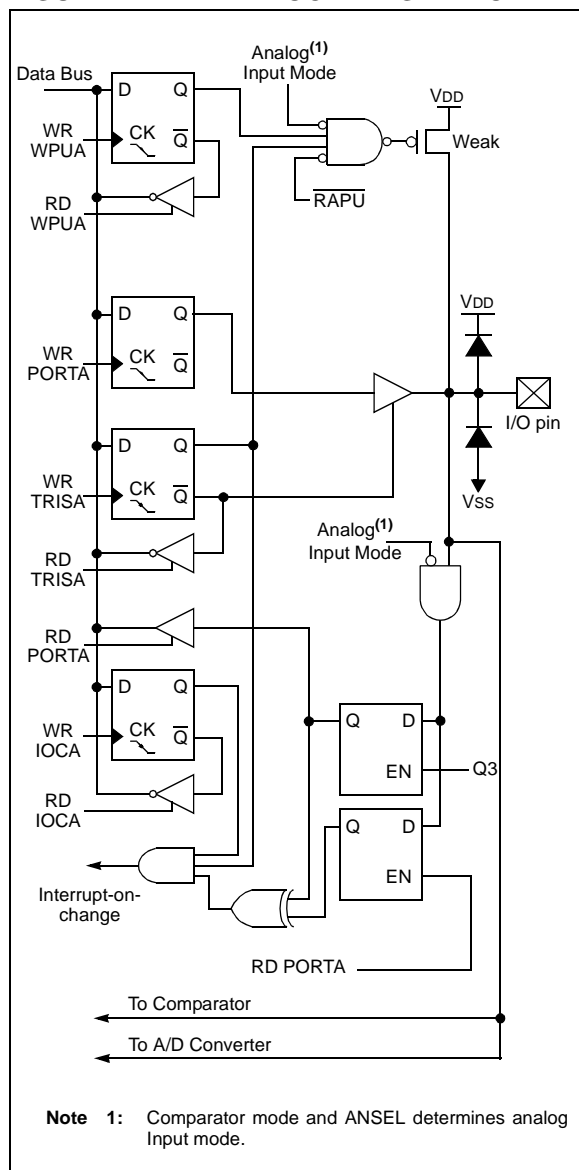 Analog(1)
Input Mode
Data Bus
D Q
CK Q
WR
WPUA
RD
WPUA
VDD
Weak
RAPU
D Q
CK Q
WR
PORTA
VDD
I/O pin
VSS
D Q
CK Q
WR
TRISA
RD
TRISA
Analog(1)
Input Mode
RD
PORTA
D Q
CK Q
WR
IOCA
RD
IOCA
Q D
EN
Q3
Q D
EN
Interrupt-on-
change
RD PORTA
To Comparator
To A/D Converter
Note 1: Comparator mode and ANSEL determines analog
Input mode.